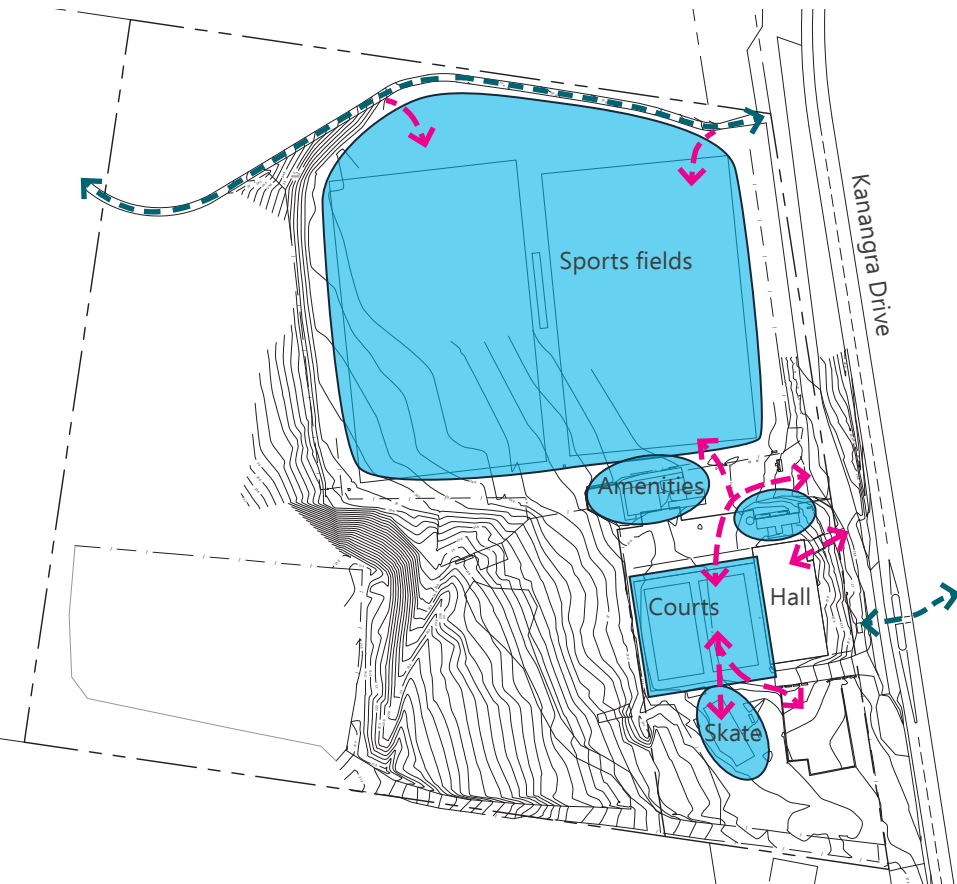 Sports fields
Kanangra Drive
Amenities
Courts
Hall
Skate